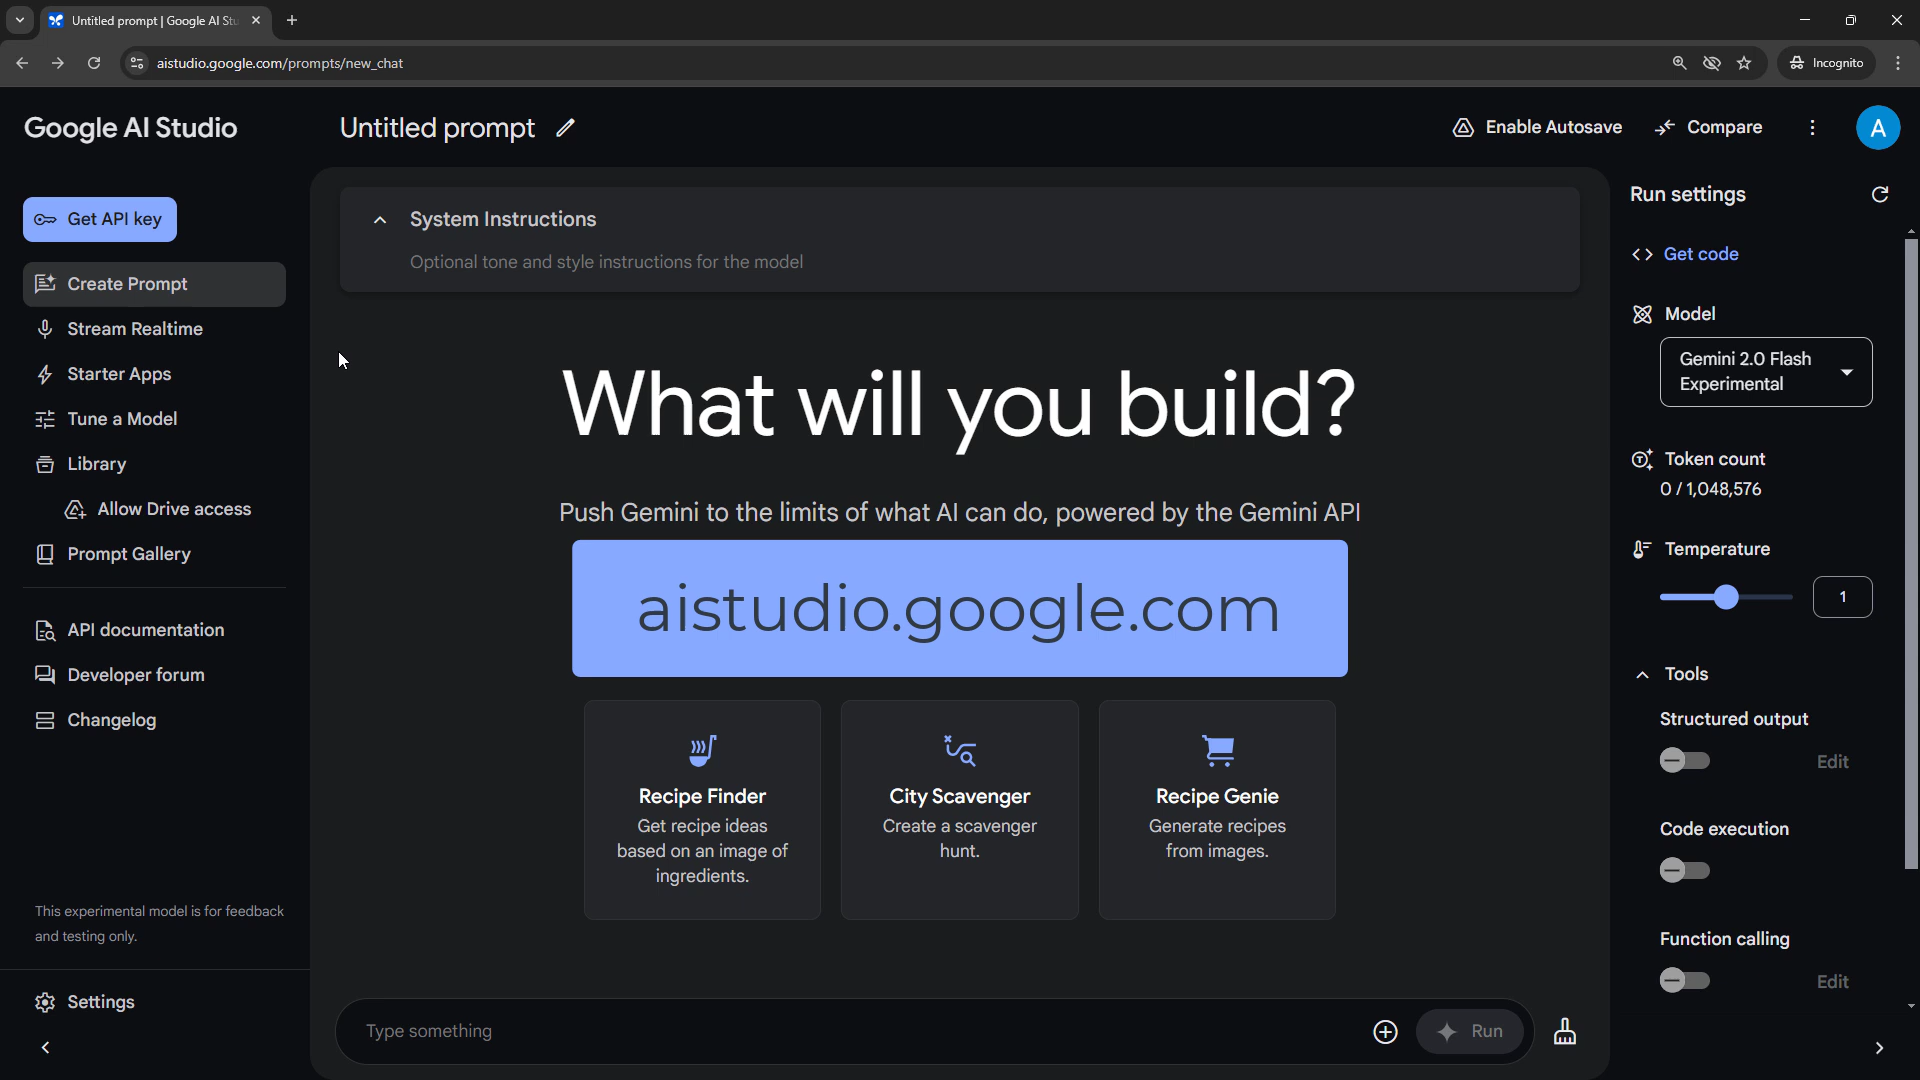 Untitled prompt | Google AI Stu
aistudio.google.com/prompts/new_chat
Incognito
Google AI Studio
Untitled prompt
Enable Autosave
Compare
A
Get API key
Create Prompt
Stream Realtime
Starter Apps
Tune a Model
Library
Allow Drive access
Prompt Gallery
API documentation
Developer forum
Changelog
This experimental model is for feedback
and testing only.
Settings
System Instructions
Optional tone and style instructions for the model
What will you build?
Push Gemini to the limits of what AI can do, powered by the Gemini API
aistudio.google.com
Recipe Finder
Get recipe ideas
based on an image of
ingredients.
City Scavenger
Create a scavenger
hunt.
Recipe Genie
Generate recipes
from images.
Type something
Run
Run settings
Get code
Model
Gemini 2.0 Flash
Experimental
Token count
0 / 1,048,576
Temperature
1
Tools
Structured output
Edit
Code execution
Function calling
Edit